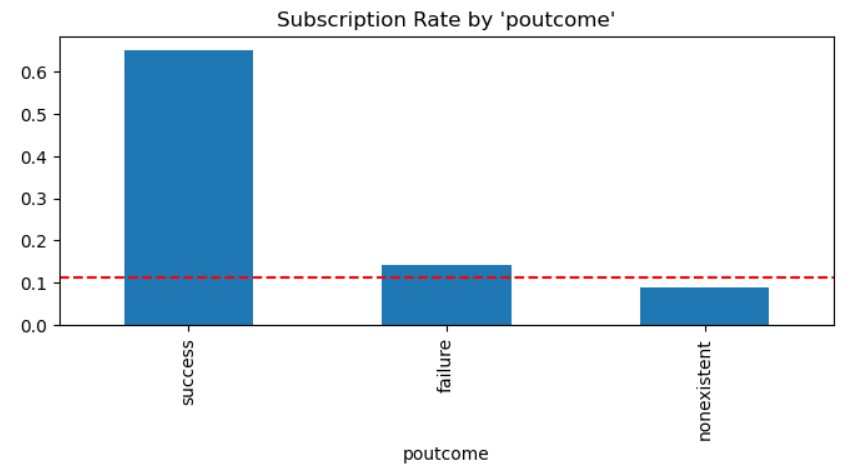 Subscription Rate by 'poutcome'
0.6
0.5
0.4
0.3
0.2
0.1
0.0
success
failure
nonexistent
poutcome